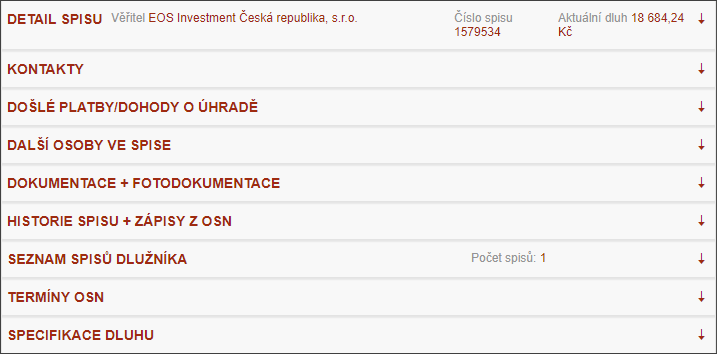 DETAIL SPISU Věřitel EOS Investment Česká republika, s.r.o. Číslo spisu Aktuální dluh 18 684,24
1579534 Kč
KONTAKTY
DOŠLÉ PLATBY/DOHODY O ÚHRADĚ
DALŠÍ OSOBY VE SPISE
DOKUMENTACE + FOTODOKUMENTACE
HISTORIE SPISU + ZÁPISY Z OSN
SEZNAM SPISŮ DLUŽNÍKA Počet spisů: 1
TERMÍNY OSN
SPECIFIKACE DLUHU